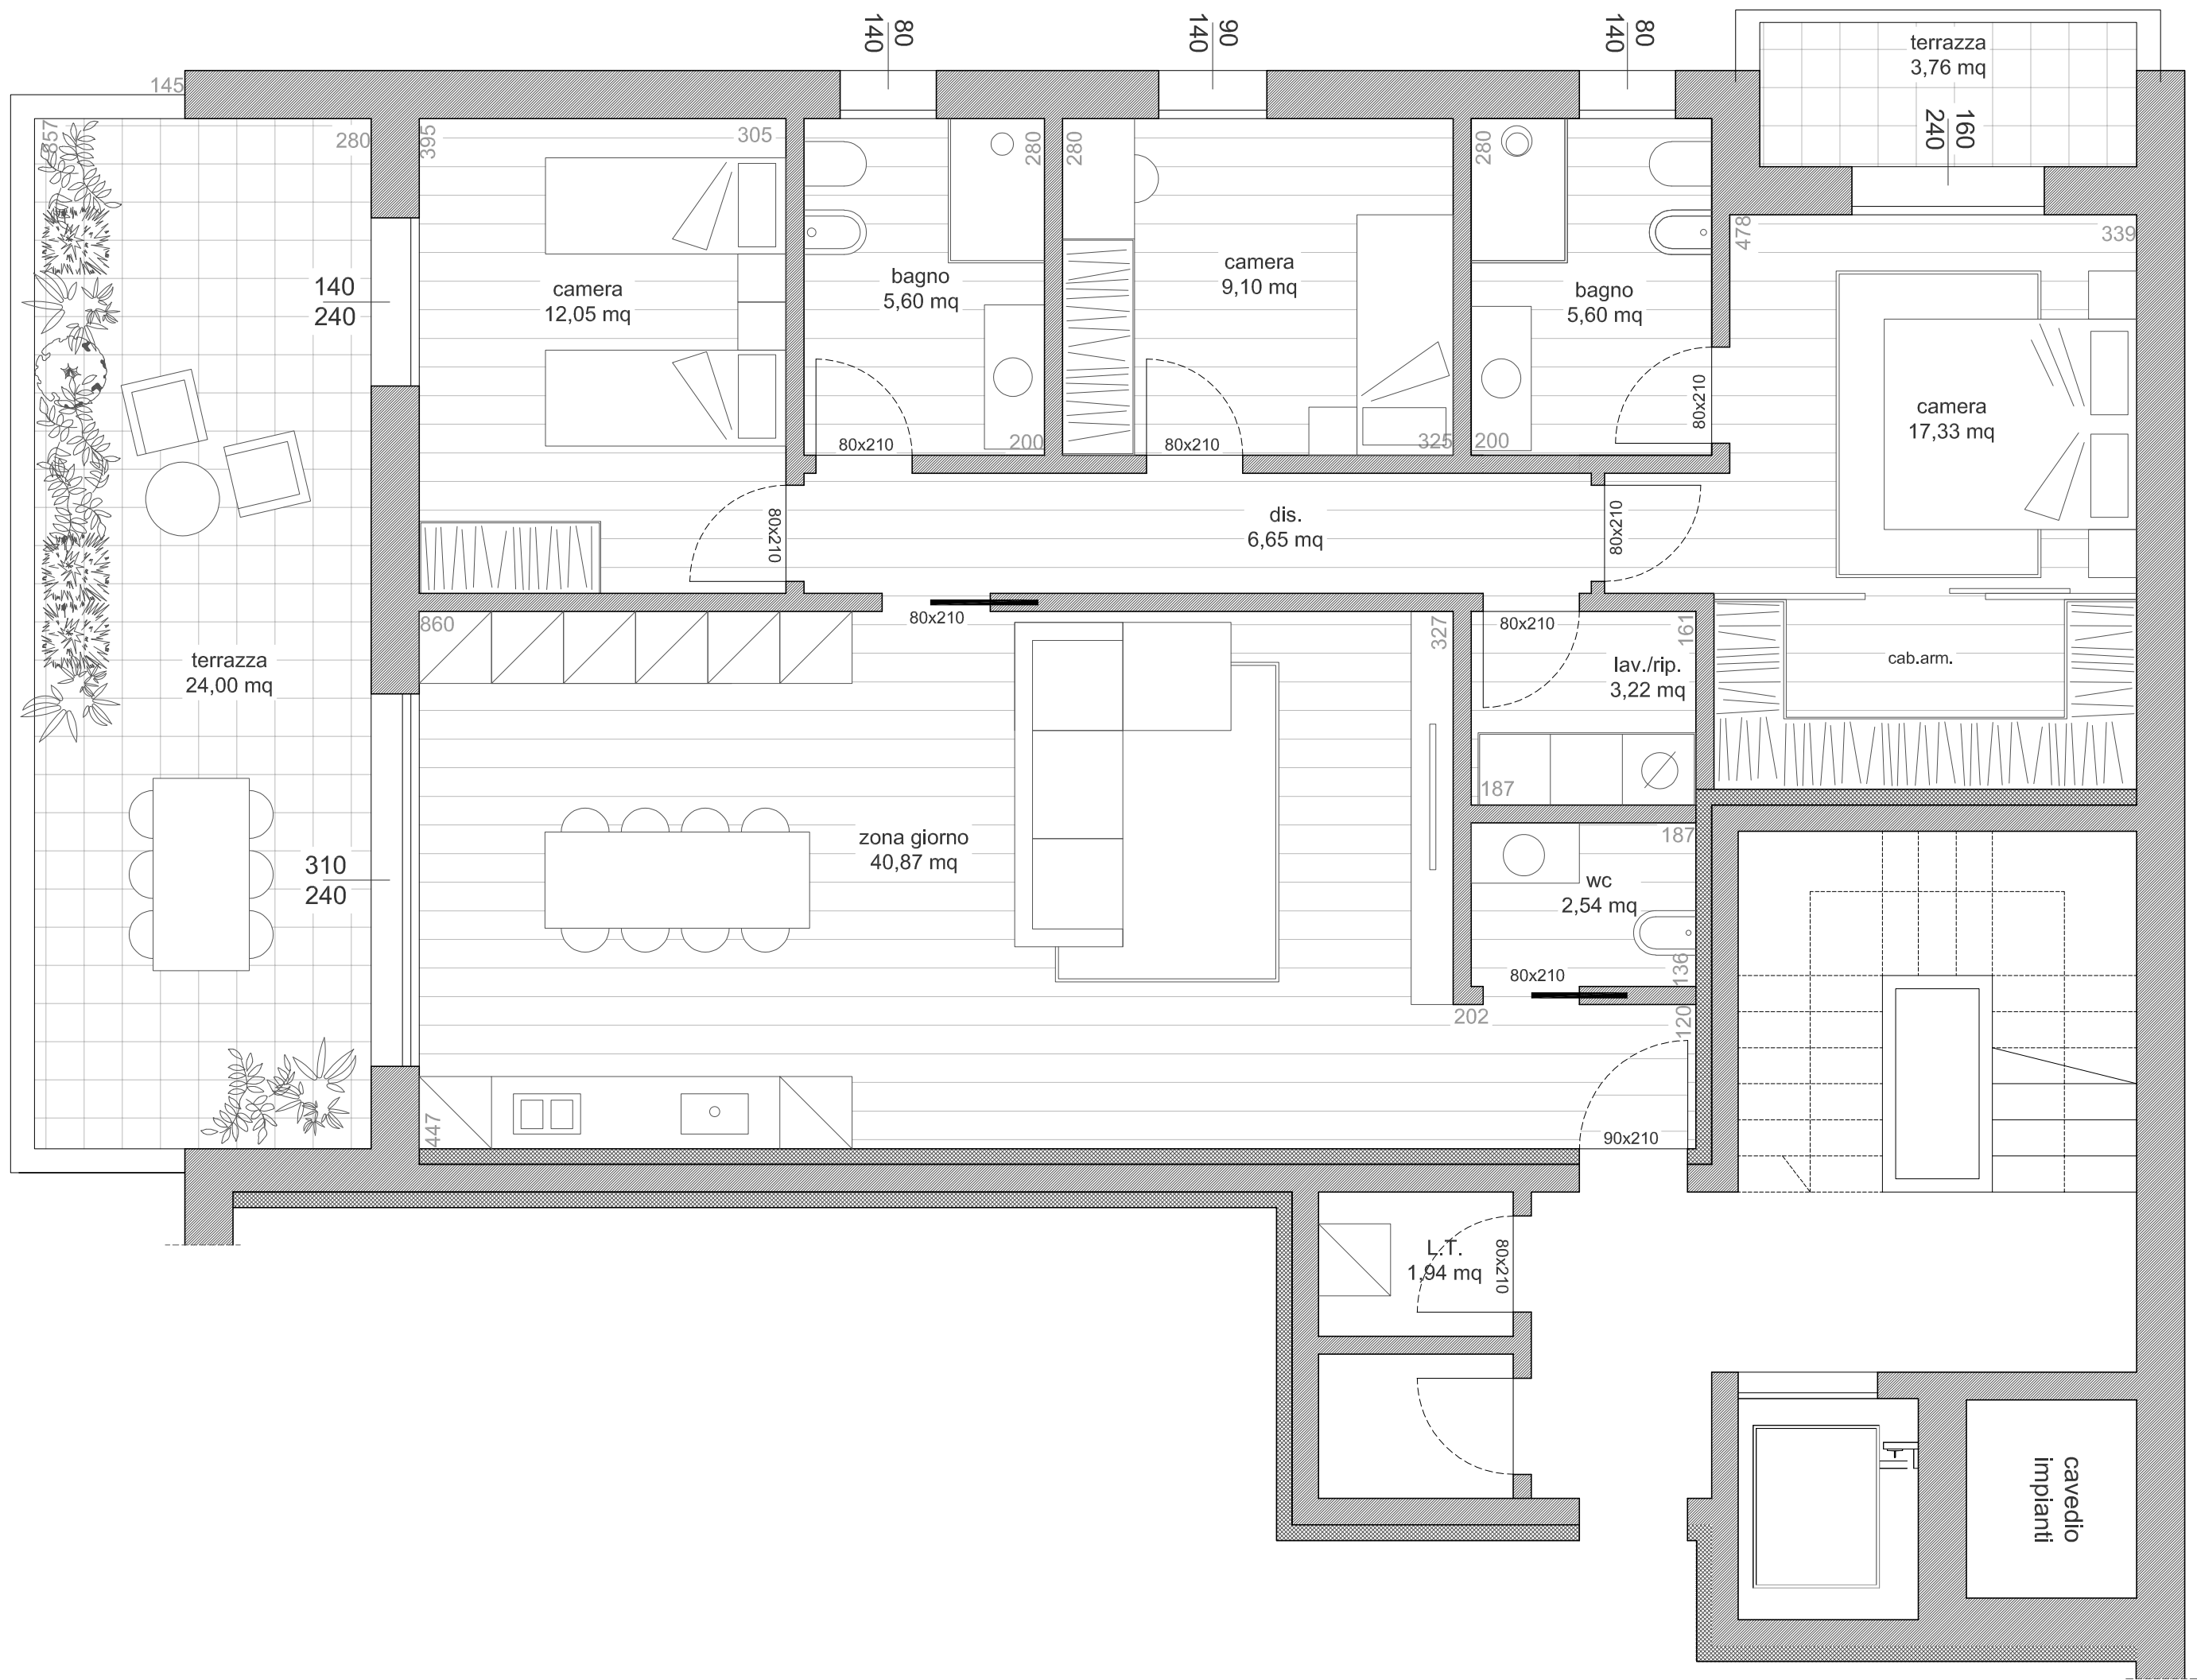 80
140
90
140
80
140
terrazza
3,76 mq
160
240
145
857
280
395
305
280
280
280
478
339
140
240
camera
12,05 mq
bagno
5,60 mq
camera
9,10 mq
bagno
5,60 mq
camera
17,33 mq
80x210
80x210
200
80x210
325
200
80x210
dis.
6,65 mq
80x210
860
80x210
327
80x210
161
lav./rip.
3,22 mq
cab.arm.
terrazza
24,00 mq
187
310
240
zona giorno
40,87 mq
187
wc
2,54 mq
80x210
136
202
120
447
90x210
L.T.
1,94 mq
80x210
cavedio
impianti